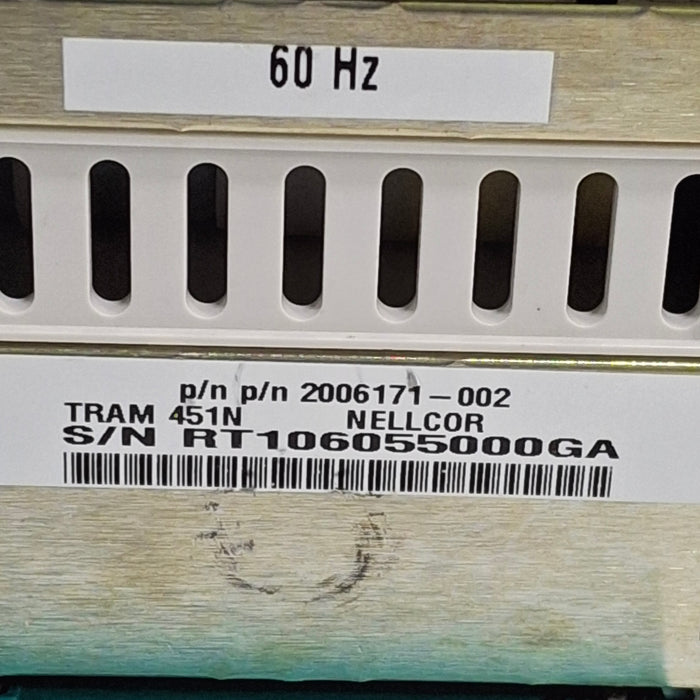 60 Hz
p/n p/n 2006171-002
TRAM 451N NELLCOR
S/N RT106055000GA